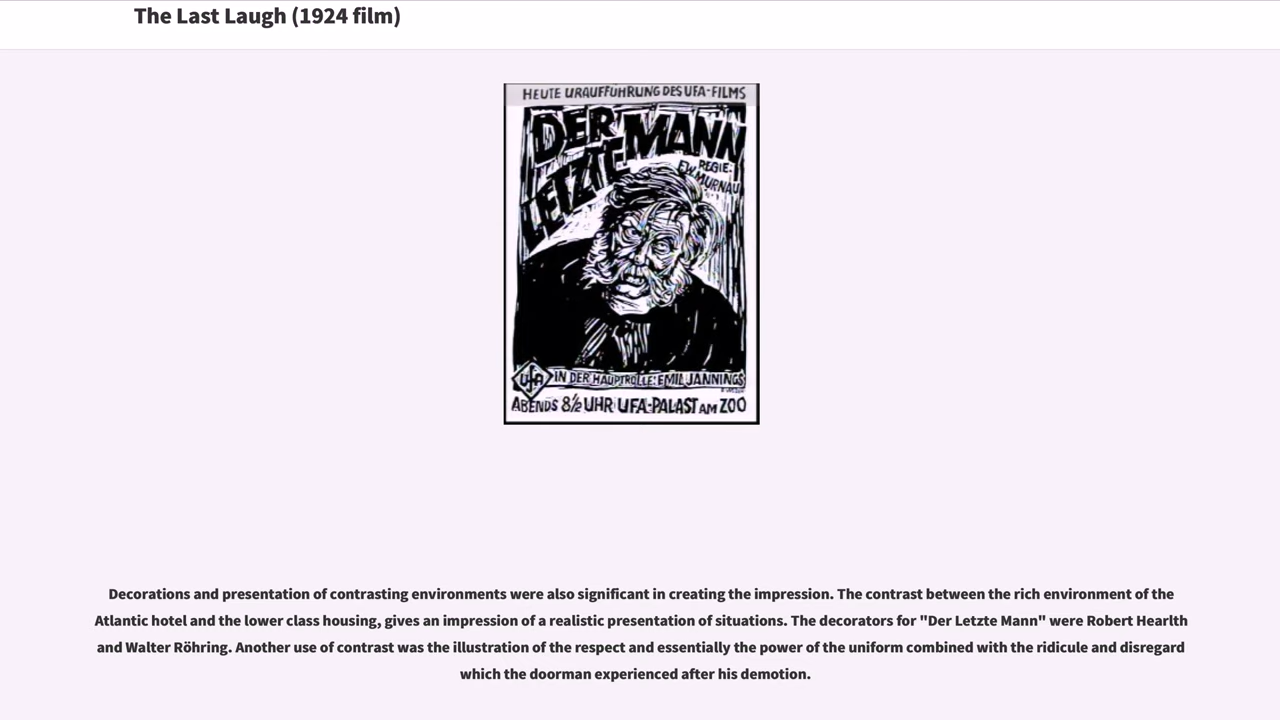 The Last Laugh (1924 film)
HEUTE URAUFFÜHRUNG DES UFA-FILMS
DER
LETZTE MANN
REGIE:
F.W. MURNAU
UFA IN DER HAUPTROLLE: EMIL JANNINGS
ABENDS 8½ UHR UFA-PALAST AM ZOO
Decorations and presentation of contrasting environments were also significant in creating the impression. The contrast between the rich environment of the
Atlantic hotel and the lower class housing, gives an impression of a realistic presentation of situations. The decorators for "Der Letzte Mann" were Robert Hearlth
and Walter Röhring. Another use of contrast was the illustration of the respect and essentially the power of the uniform combined with the ridicule and disregard
which the doorman experienced after his demotion.